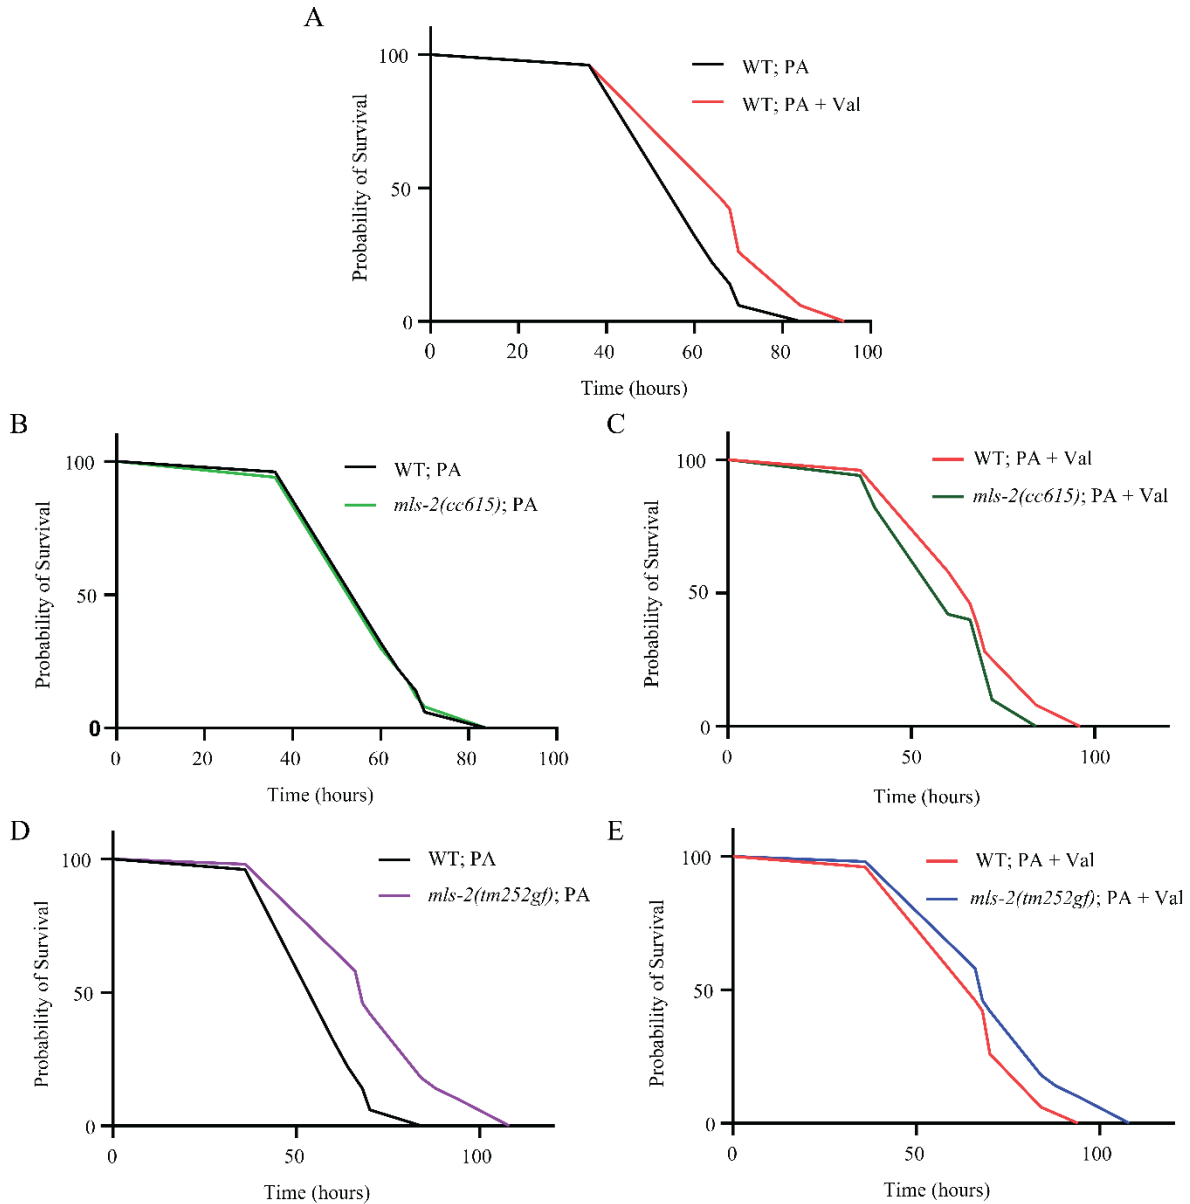 A
Probability of Survival
100
50
0
WT; PA
WT; PA + Val
0 20 40 60 80 100
Time (hours)
B
Probability of Survival
100
50
0
WT; PA
mls-2(cc615); PA
0 20 40 60 80 100
Time (hours)
C
Probability of Survival
100
50
0
WT; PA + Val
mls-2(cc615); PA + Val
0 50 100
Time (hours)
D
Probability of Survival
100
50
0
WT; PA
mls-2(tm252gf); PA
0 50 100
Time (hours)
E
Probability of Survival
100
50
0
WT; PA + Val
mls-2(tm252gf); PA + Val
0 50 100
Time (hours)